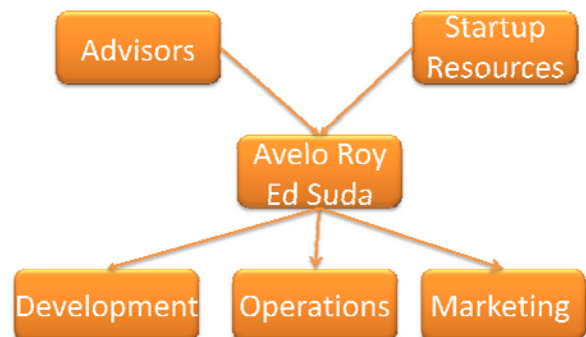 Advisors
Startup
Resources
Avelo Roy
Ed Suda
Development
Operations
Marketing